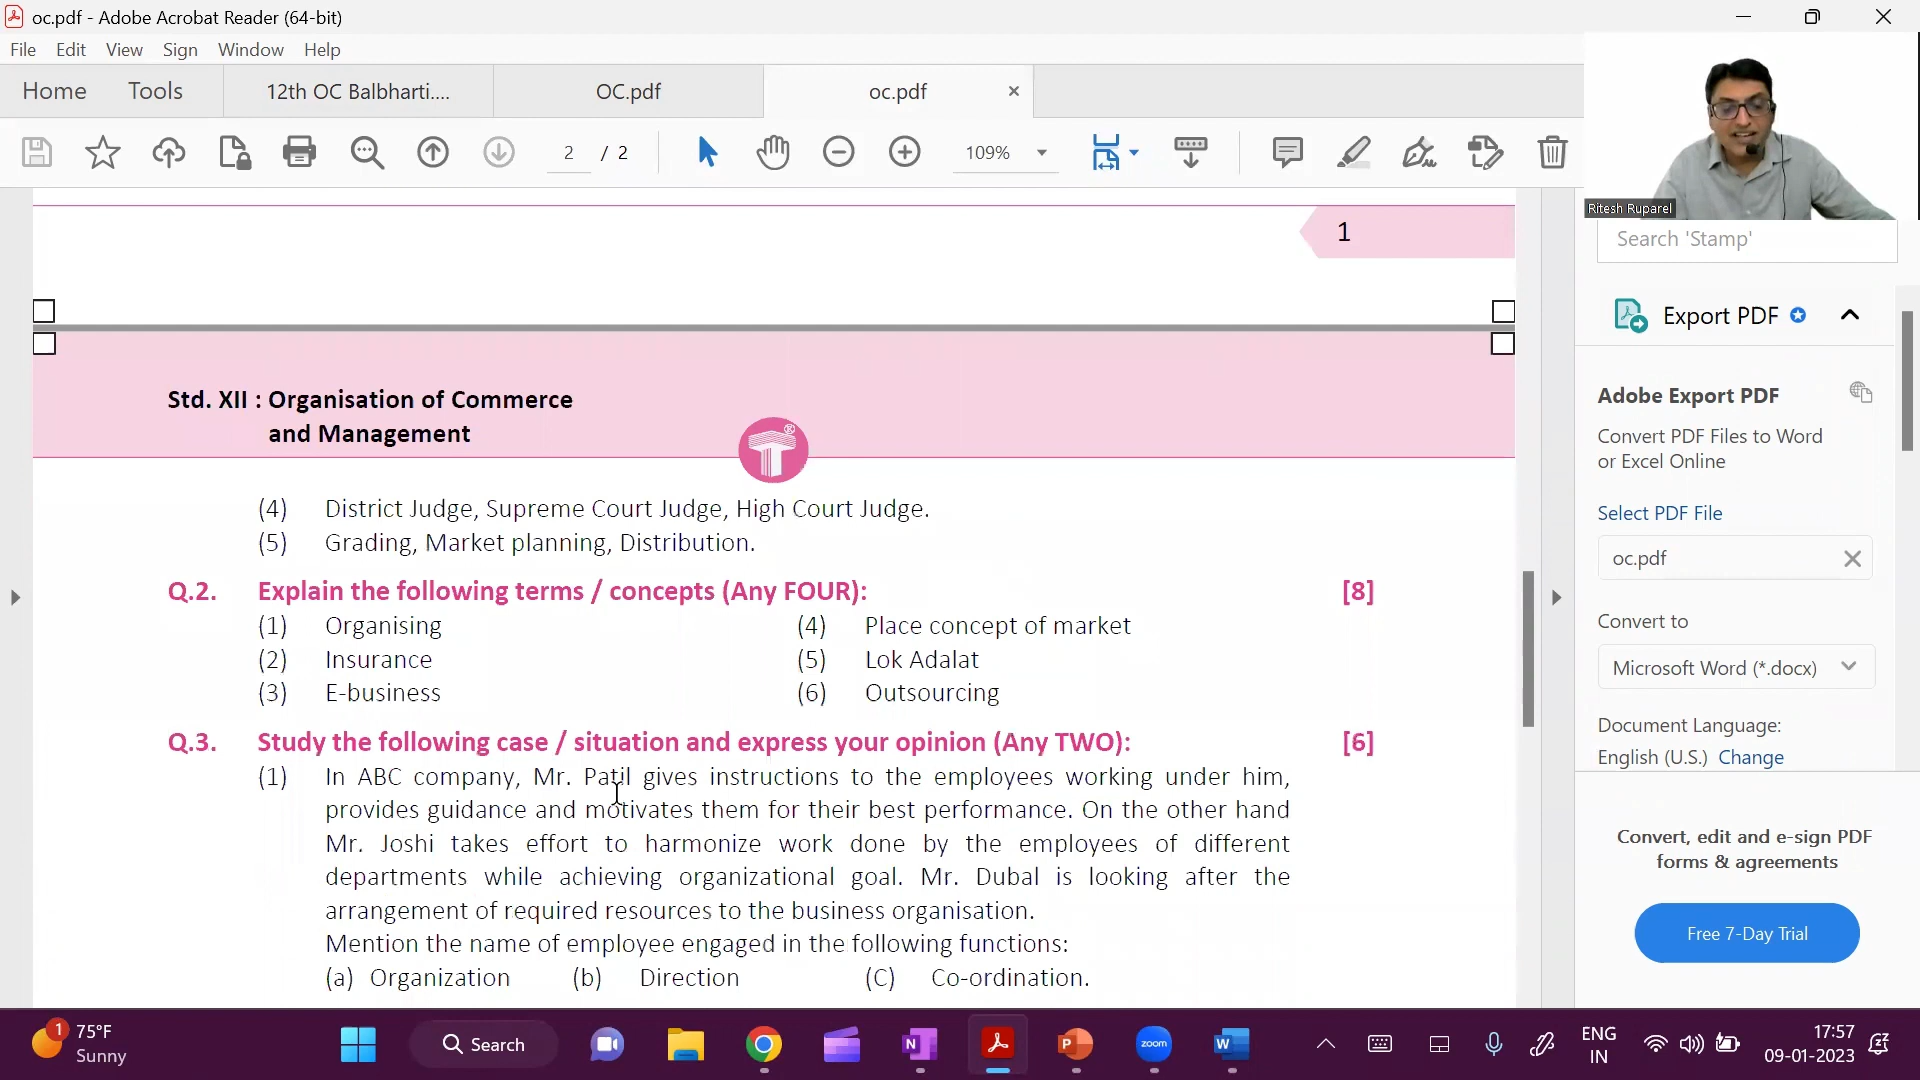 oc.pdf - Adobe Acrobat Reader (64-bit)
File Edit View Sign Window Help
Home Tools 12th OC Balbharti.... OC.pdf oc.pdf
2 / 2 109%
Ritesh Ruparel
1
Search 'Stamp'
Export PDF
Adobe Export PDF
Convert PDF Files to Word
or Excel Online
Select PDF File
oc.pdf
Convert to
Microsoft Word (*.docx)
Document Language:
English (U.S.) Change
Convert, edit and e-sign PDF
forms & agreements
Free 7-Day Trial
Std. XII : Organisation of Commerce
and Management
(4) District Judge, Supreme Court Judge, High Court Judge.
(5) Grading, Market planning, Distribution.
Q.2. Explain the following terms / concepts (Any FOUR): [8]
(1) Organising (4) Place concept of market
(2) Insurance (5) Lok Adalat
(3) E-business (6) Outsourcing
Q.3. Study the following case / situation and express your opinion (Any TWO): [6]
(1) In ABC company, Mr. Patil gives instructions to the employees working under him,
provides guidance and motivates them for their best performance. On the other hand
Mr. Joshi takes effort to harmonize work done by the employees of different
departments while achieving organizational goal. Mr. Dubal is looking after the
arrangement of required resources to the business organisation.
Mention the name of employee engaged in the following functions:
(a) Organization (b) Direction (C) Co-ordination.
1 75°F
Sunny
Search
N
P
zoom
W
ENG
IN
17:57
09-01-2023